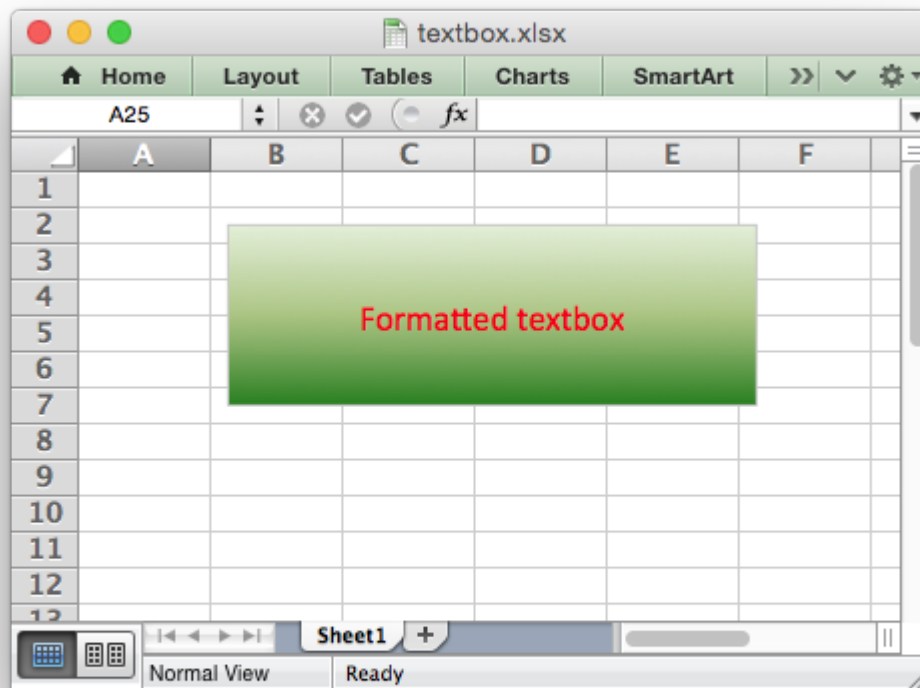 textbox.xlsx
Home Layout Tables Charts SmartArt
A25 fx
A B C D E F
1
2
3
4
Formatted textbox
5
6
7
8
9
10
11
12
13
Sheet1 +
Normal View Ready